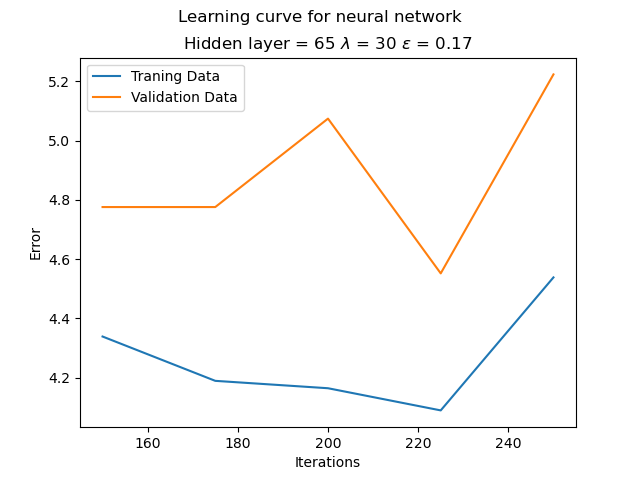 Learning curve for neural network
Hidden layer = 65 λ = 30 ε = 0.17
Traning Data
Validation Data
Error
5.2
5.0
4.8
4.6
4.4
4.2
160 180 200 220 240
Iterations